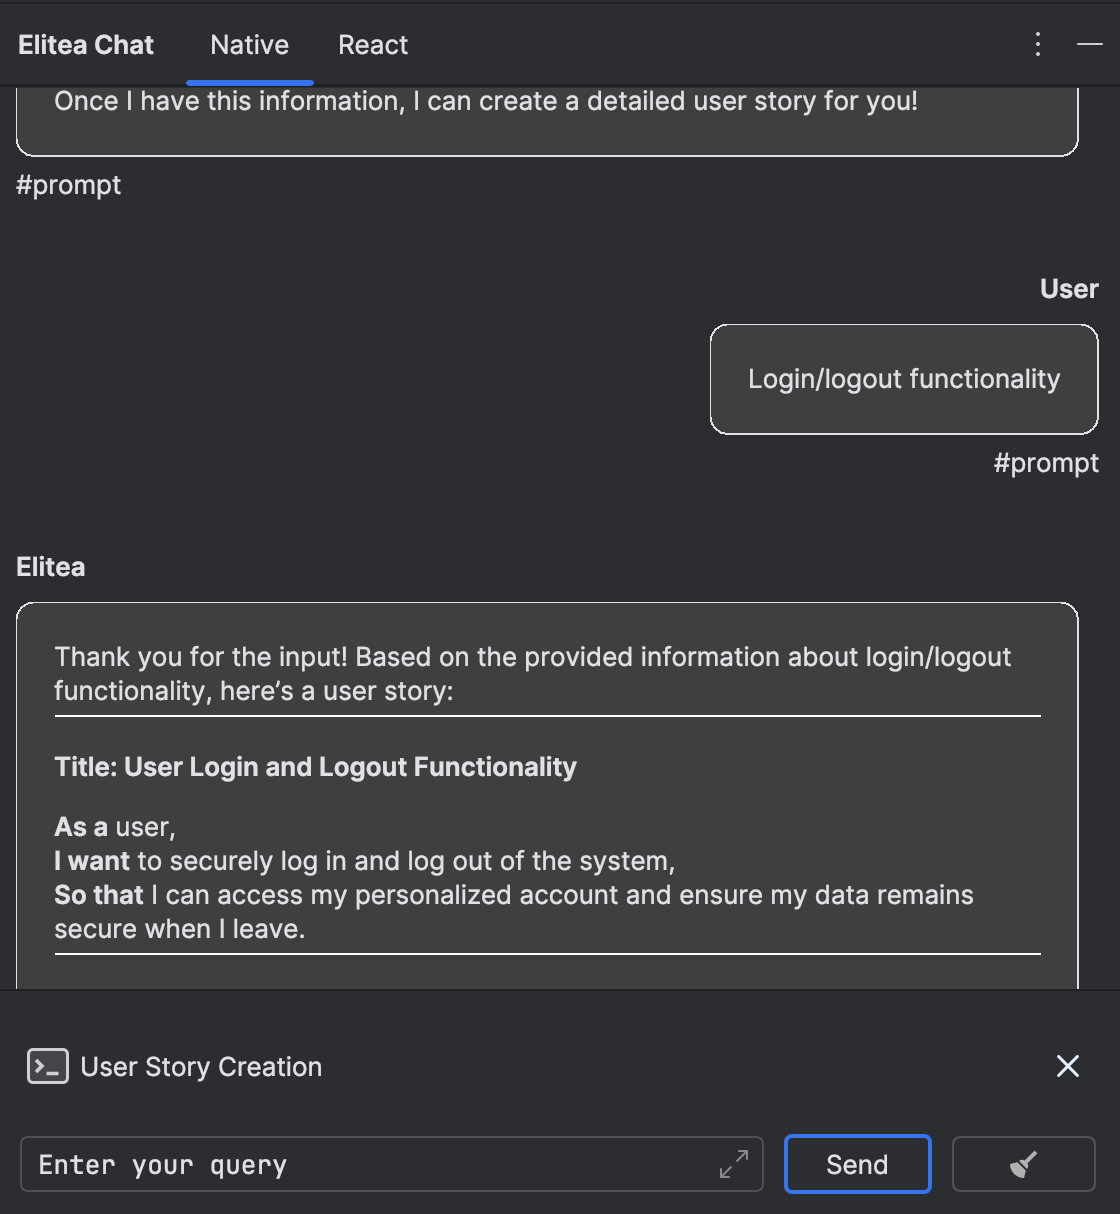 Elitea Chat Native React
Once I have this information, I can create a detailed user story for you!
#prompt
User
Login/logout functionality
#prompt
Elitea
Thank you for the input! Based on the provided information about login/logout
functionality, here’s a user story:
Title: User Login and Logout Functionality
As a user,
I want to securely log in and log out of the system,
So that I can access my personalized account and ensure my data remains
secure when I leave.
User Story Creation
Enter your query
Send